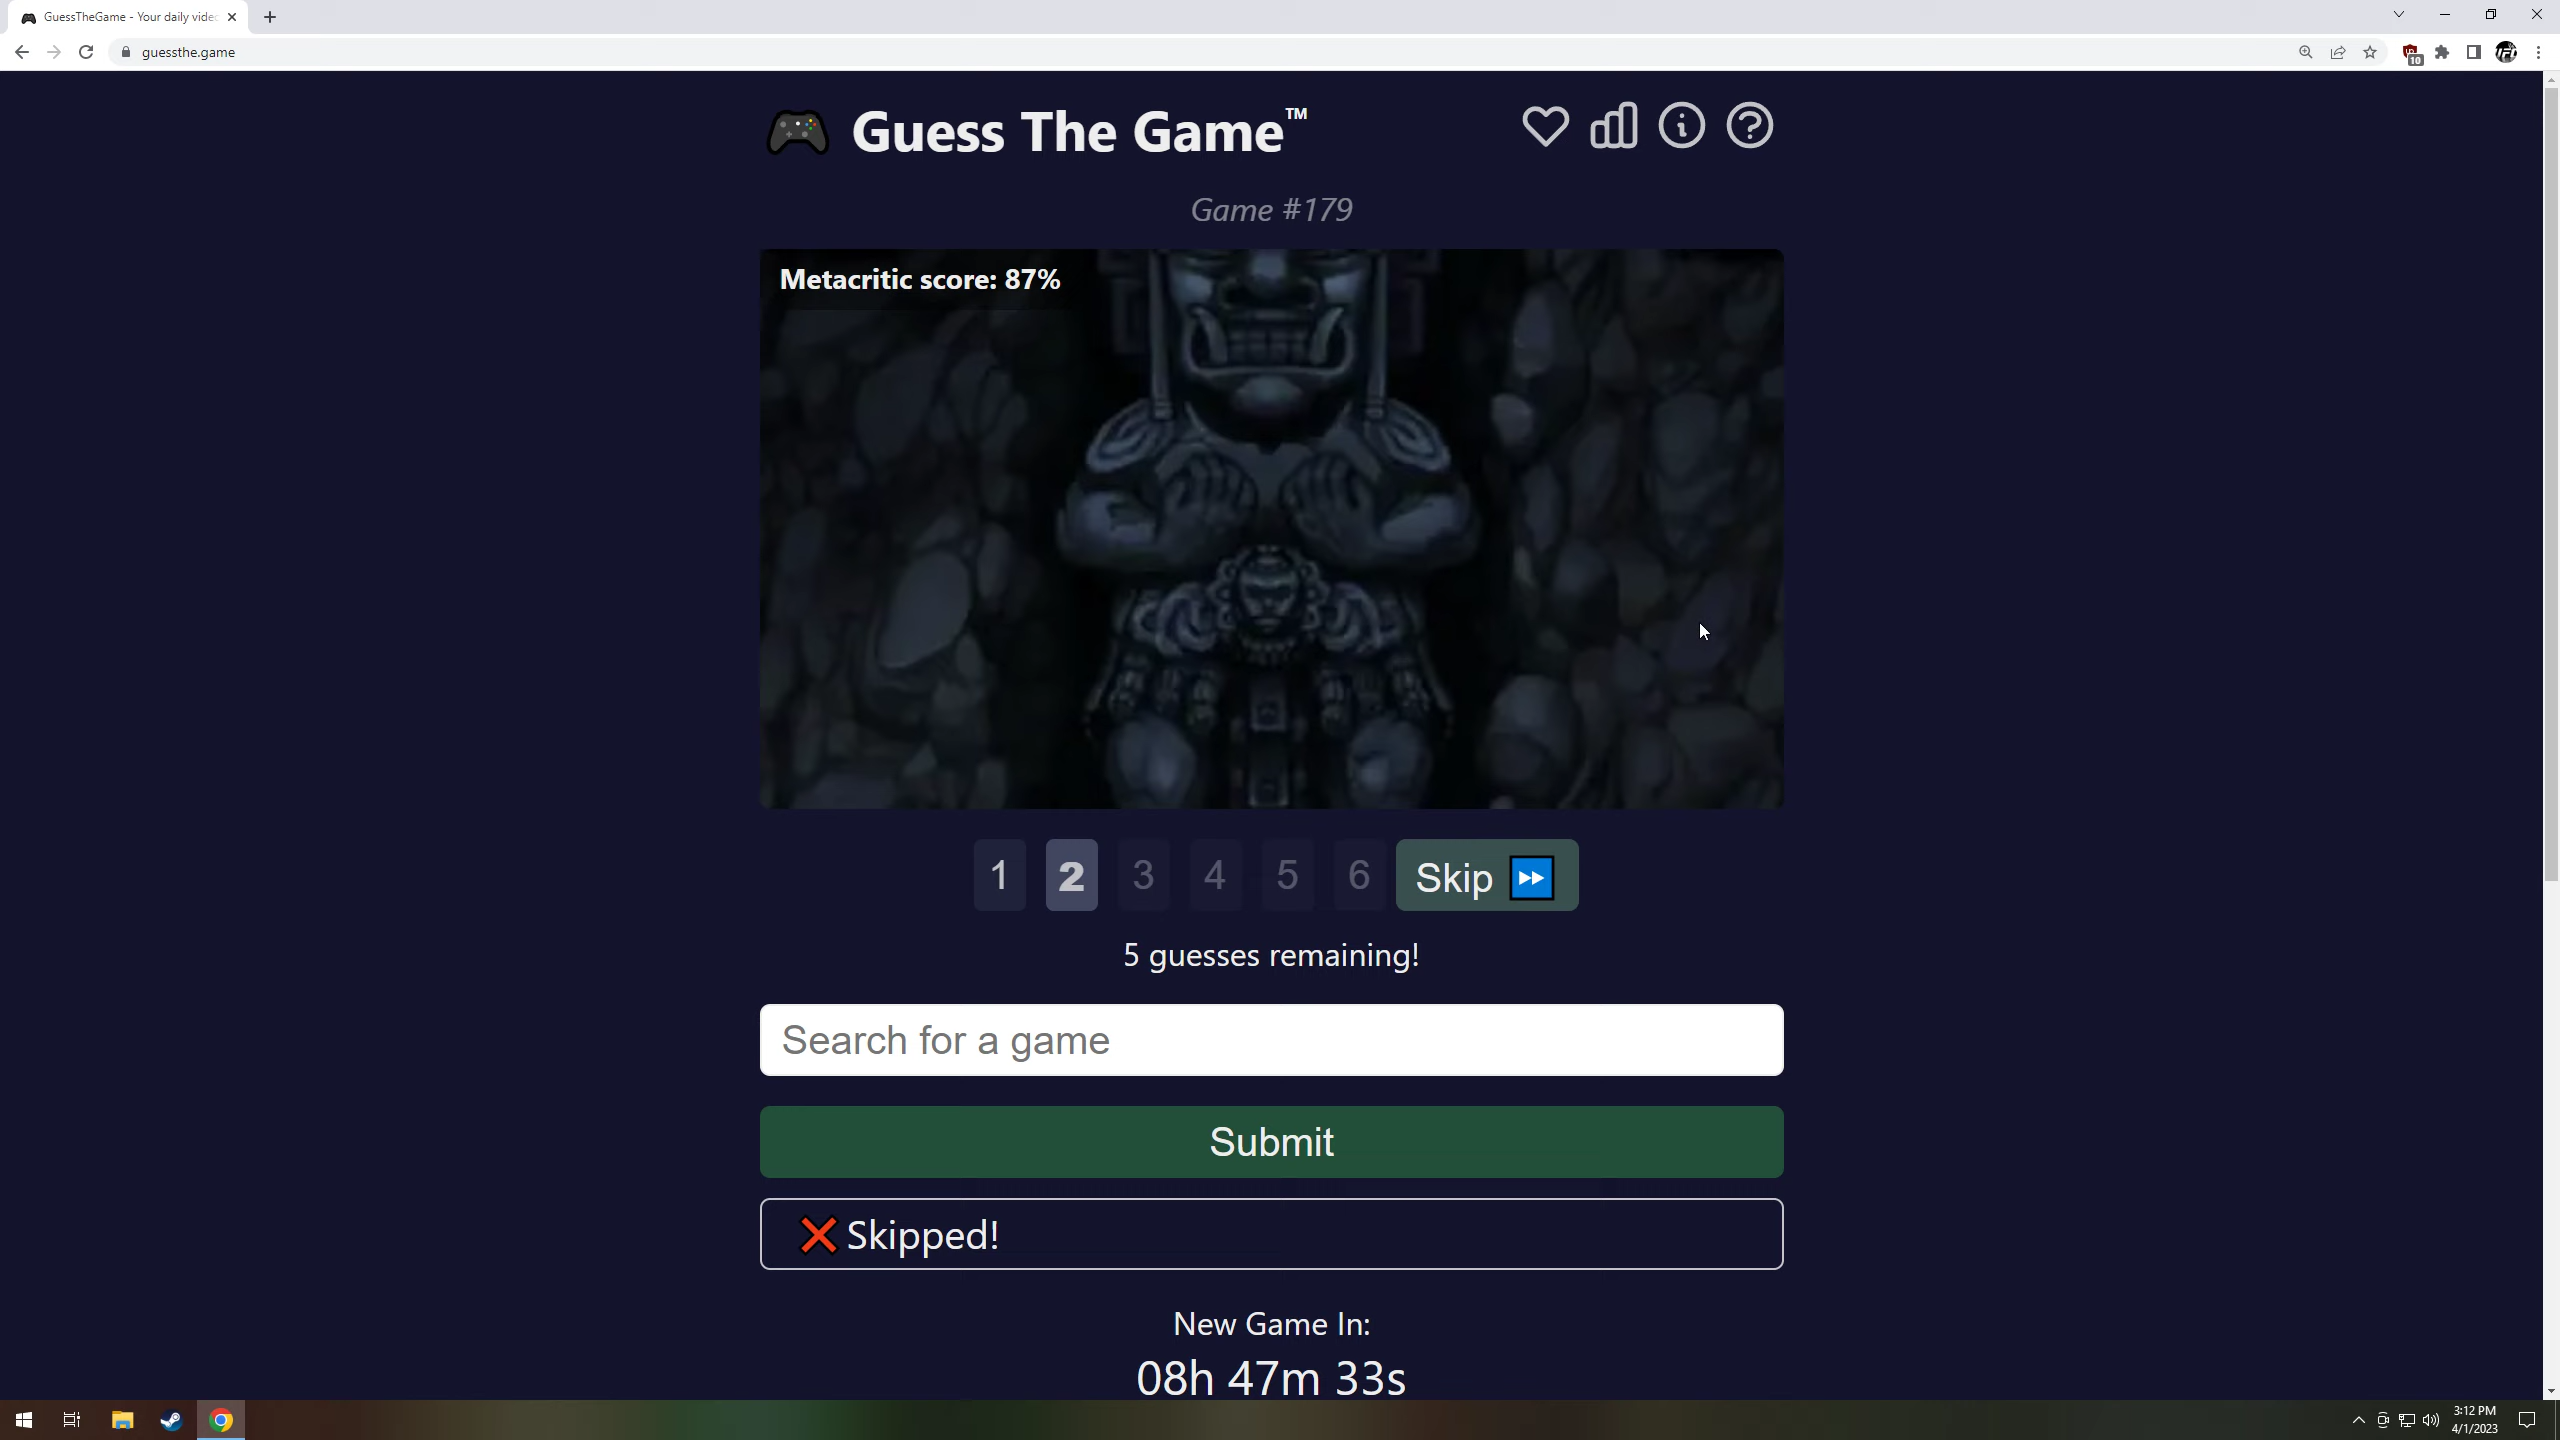 GuessTheGame - Your daily videc
guessthe.game
10
Guess The Game™
Game #179
Metacritic score: 87%
1 2 3 4 5 6 Skip
5 guesses remaining!
Search for a game
Submit
Skipped!
New Game In:
08h 47m 33s
3:12 PM
4/1/2023